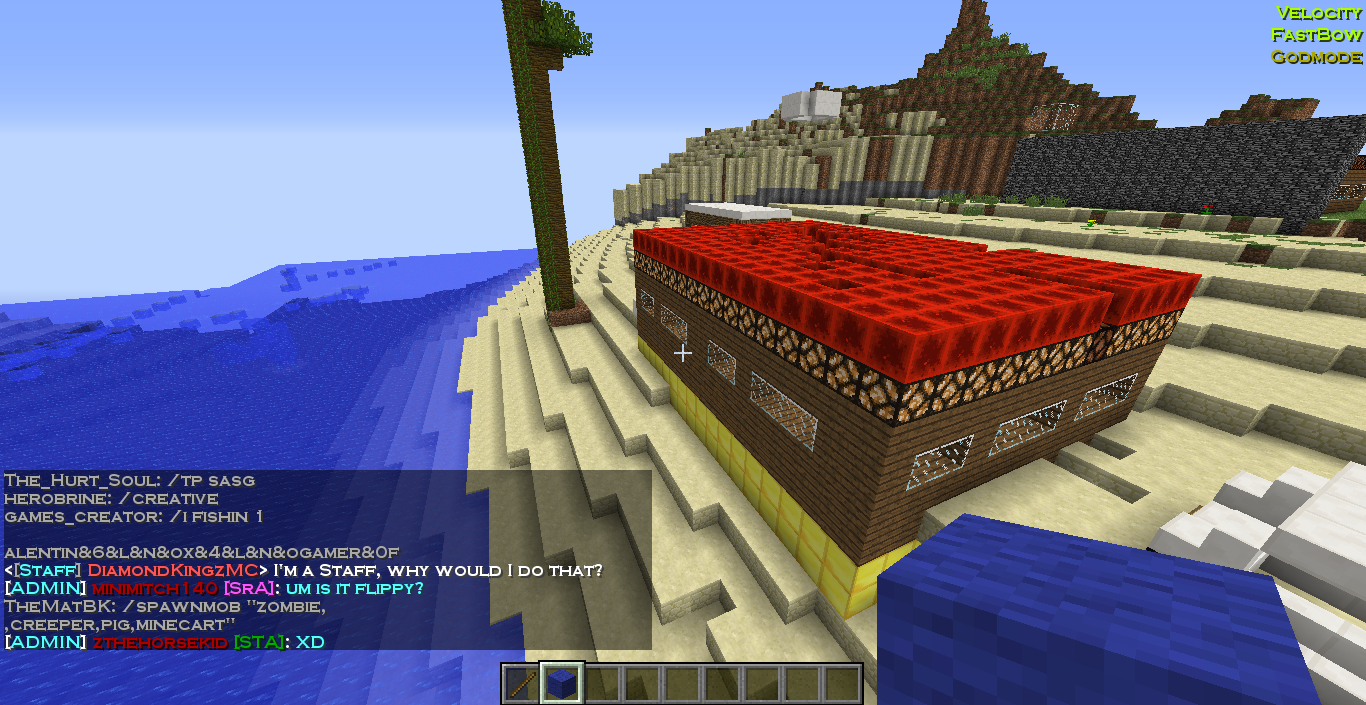 Velocity
FastBow
Godmode
The_Hurt_Soul: /tp sasg
herobrine: /creative
games_creator: /i fishin 1
alentin&6&l&n&ox&4&l&n&ogamer&0f
<[Staff] DiamondKingzMC> I'm a Staff, why would I do that?
[ADMIN] minimitch140 [SrA]: um is it flippy?
TheMatBK: /spawnmob "zombie,
,creeper,pig,minecart"
[ADMIN] zthehorsekid [STA]: XD